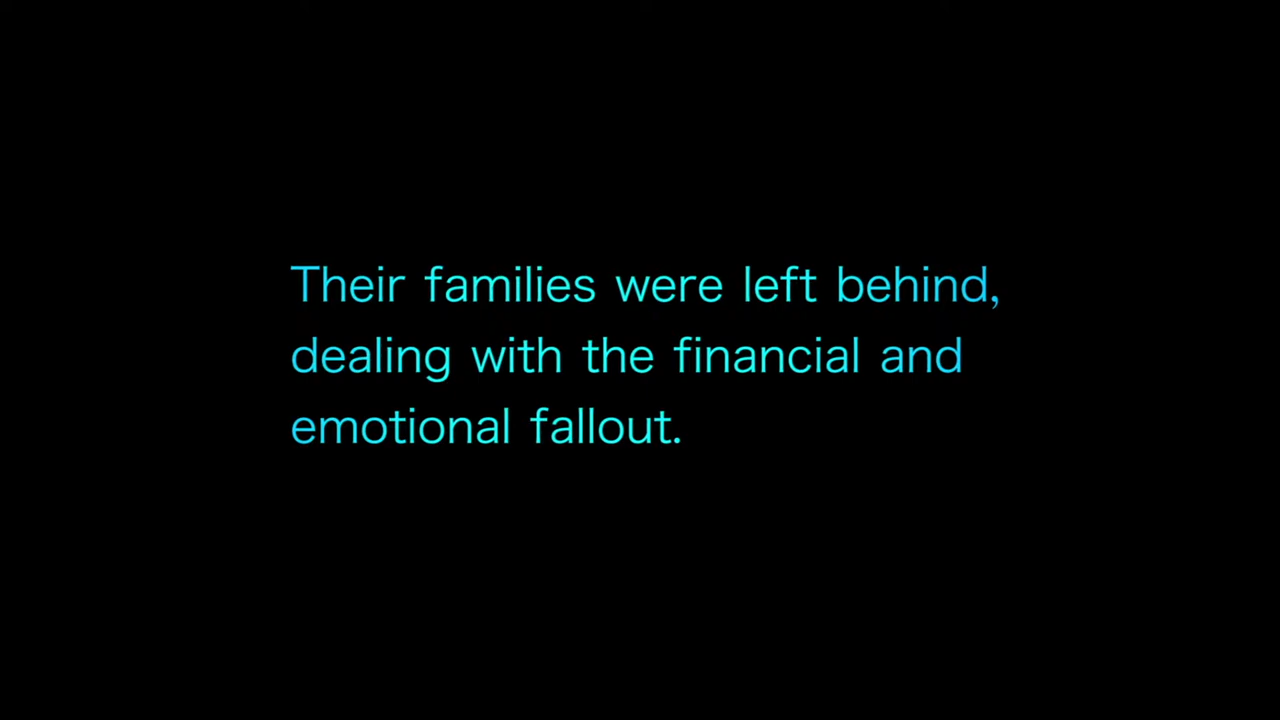 Their families were left behind,
dealing with the financial and
emotional fallout.